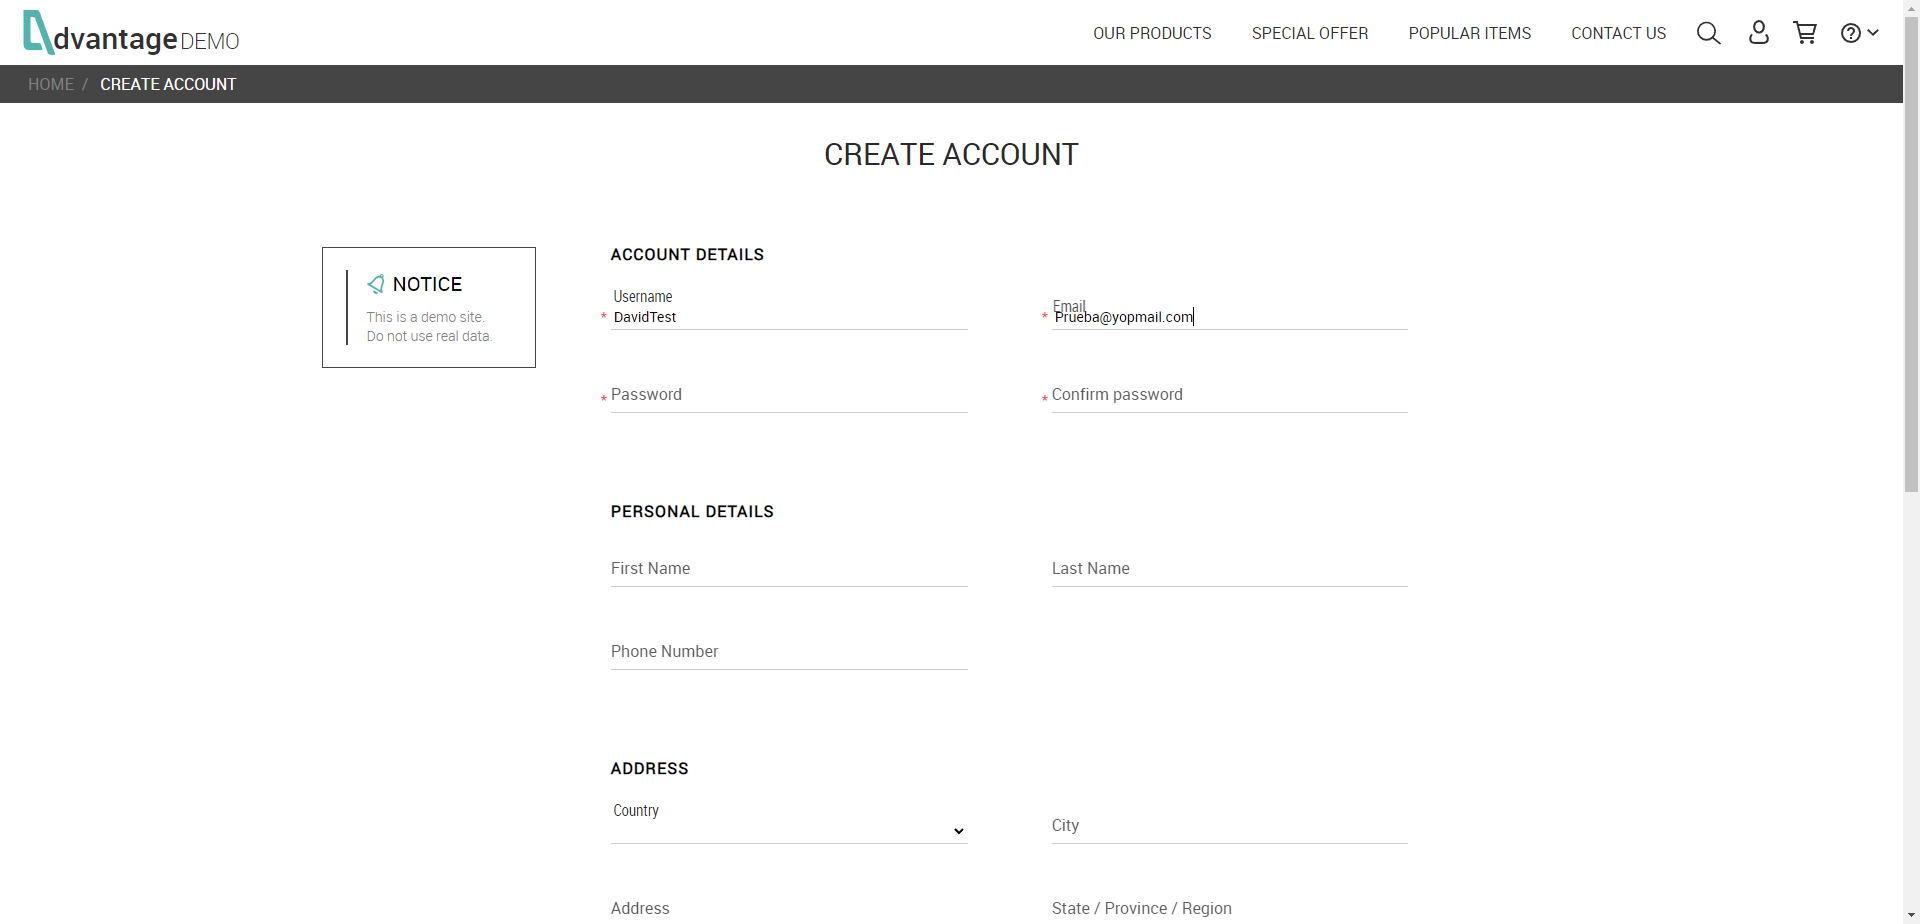 dvantage DEMO
OUR PRODUCTS SPECIAL OFFER POPULAR ITEMS CONTACT US
HOME / CREATE ACCOUNT
CREATE ACCOUNT
NOTICE
This is a demo site.
Do not use real data.
ACCOUNT DETAILS
Username
* DavidTest
Email
* Prueba@yopmail.com
* Password
* Confirm password
PERSONAL DETAILS
First Name
Last Name
Phone Number
ADDRESS
Country
City
Address
State / Province / Region